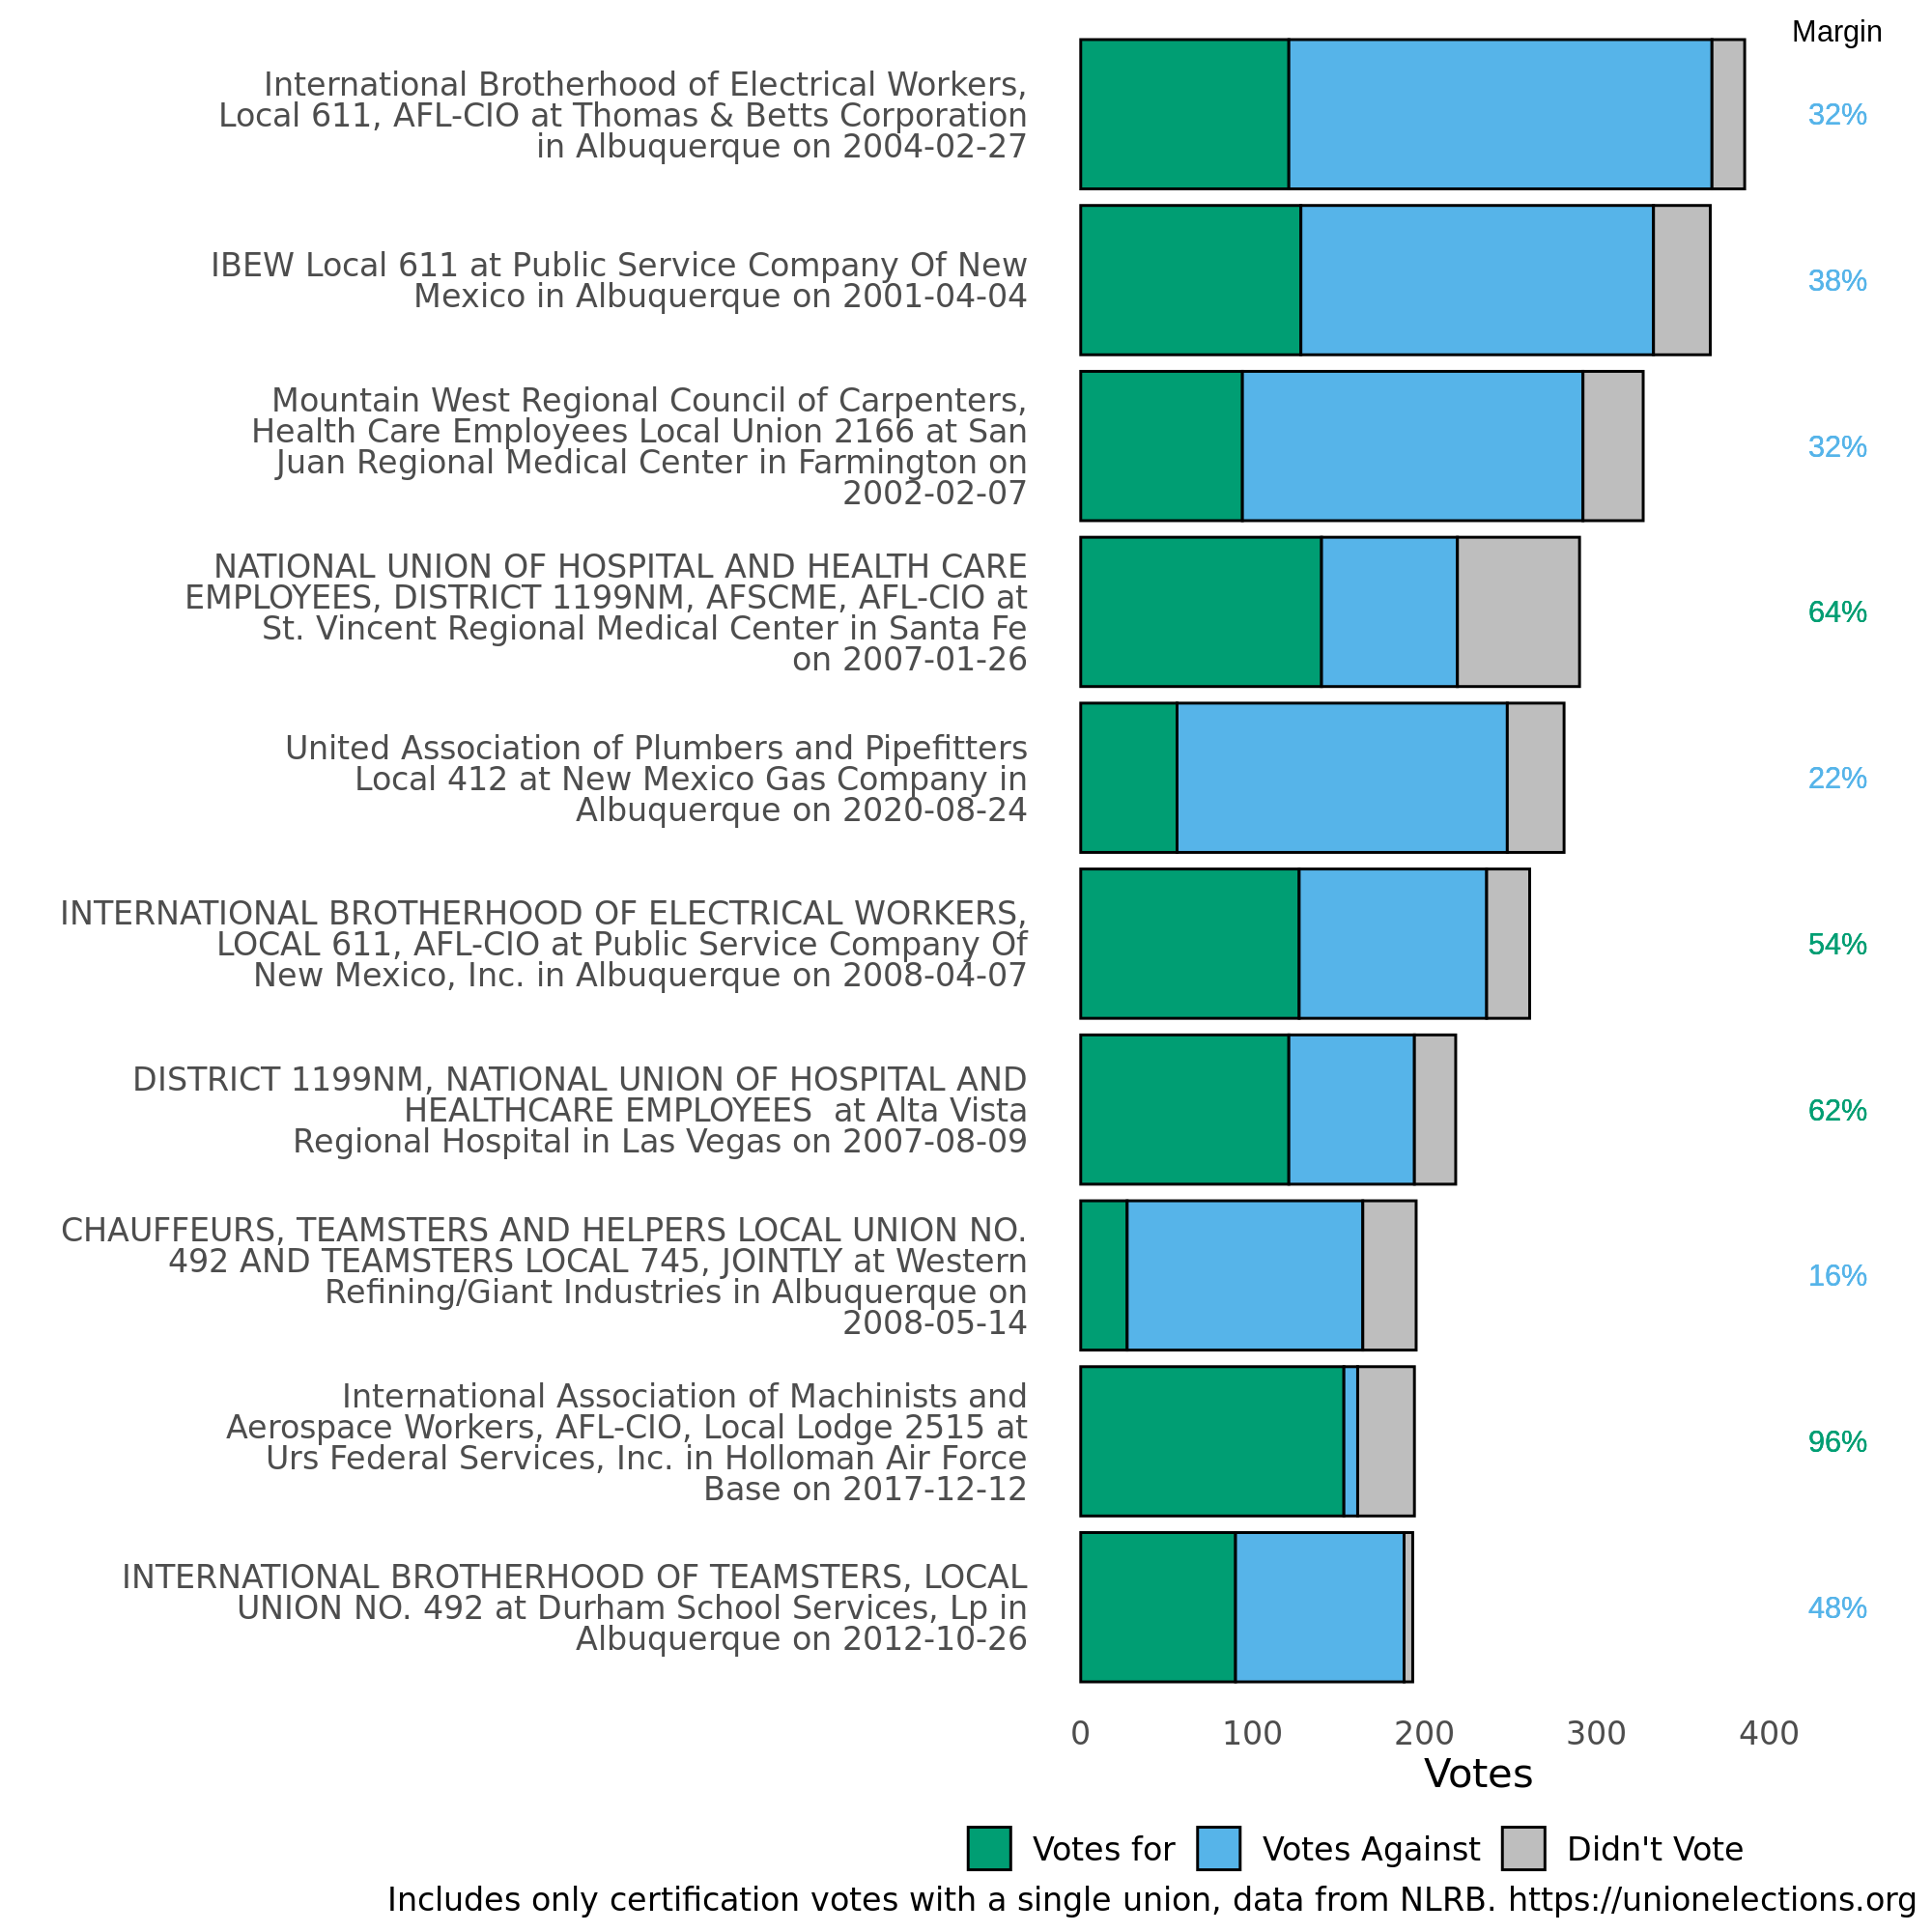 Margin
International Brotherhood of Electrical Workers,
Local 611, AFL-CIO at Thomas & Betts Corporation
in Albuquerque on 2004-02-27
32%
IBEW Local 611 at Public Service Company Of New
Mexico in Albuquerque on 2001-04-04
38%
Mountain West Regional Council of Carpenters,
Health Care Employees Local Union 2166 at San
Juan Regional Medical Center in Farmington on
2002-02-07
32%
NATIONAL UNION OF HOSPITAL AND HEALTH CARE
EMPLOYEES, DISTRICT 1199NM, AFSCME, AFL-CIO at
St. Vincent Regional Medical Center in Santa Fe
on 2007-01-26
64%
United Association of Plumbers and Pipefitters
Local 412 at New Mexico Gas Company in
Albuquerque on 2020-08-24
22%
INTERNATIONAL BROTHERHOOD OF ELECTRICAL WORKERS,
LOCAL 611, AFL-CIO at Public Service Company Of
New Mexico, Inc. in Albuquerque on 2008-04-07
54%
DISTRICT 1199NM, NATIONAL UNION OF HOSPITAL AND
HEALTHCARE EMPLOYEES  at Alta Vista
Regional Hospital in Las Vegas on 2007-08-09
62%
CHAUFFEURS, TEAMSTERS AND HELPERS LOCAL UNION NO.
492 AND TEAMSTERS LOCAL 745, JOINTLY at Western
Refining/Giant Industries in Albuquerque on
2008-05-14
16%
International Association of Machinists and
Aerospace Workers, AFL-CIO, Local Lodge 2515 at
Urs Federal Services, Inc. in Holloman Air Force
Base on 2017-12-12
96%
INTERNATIONAL BROTHERHOOD OF TEAMSTERS, LOCAL
UNION NO. 492 at Durham School Services, Lp in
Albuquerque on 2012-10-26
48%
0 100 200 300 400
Votes
Votes for Votes Against Didn't Vote
Includes only certification votes with a single union, data from NLRB. https://unionelections.org